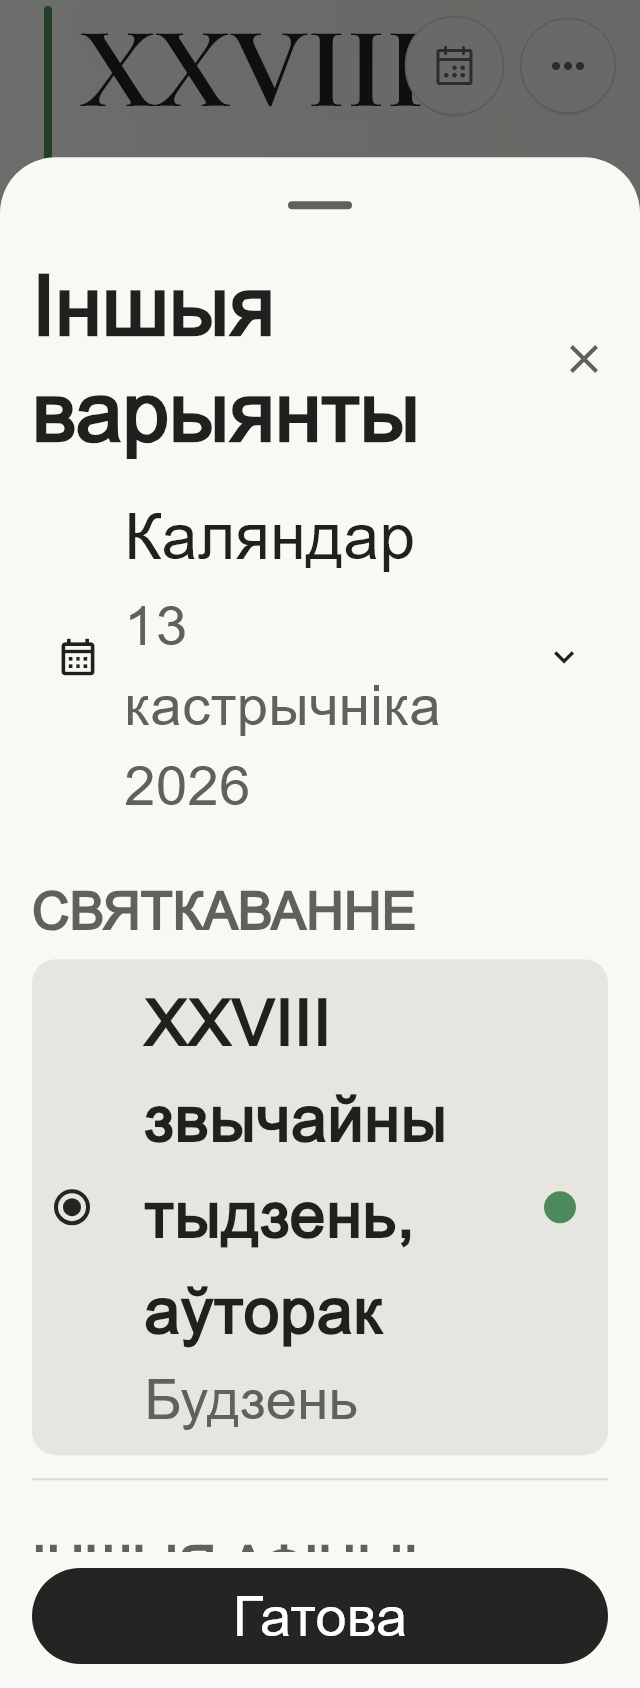 XXVIII
Іншыя
варыянты
Каляндар
13
кастрычніка
2026
СВЯТКАВАННЕ
XXVIII
звычайны
тыдзень,
аўторак
Будзень
Гатова